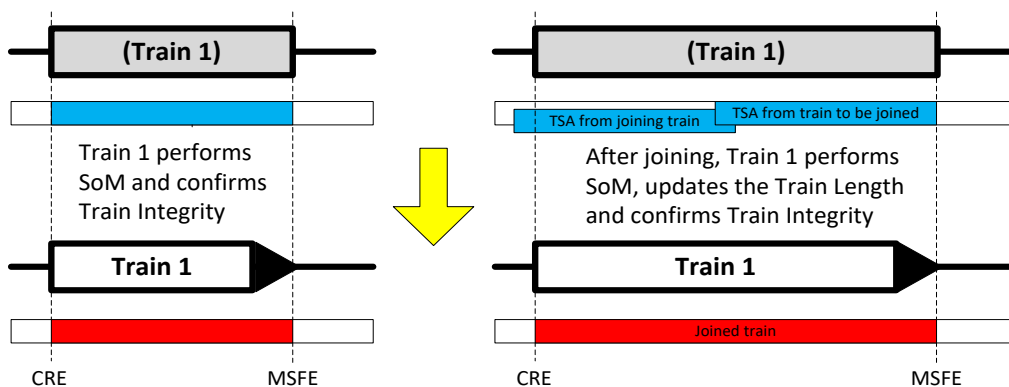 (Train 1)
Train 1 performs
SoM and confirms
Train Integrity
Train 1
CRE
MSFE
(Train 1)
TSA from joining train
TSA from train to be joined
After joining, Train 1 performs
SoM, updates the Train Length
and confirms Train Integrity
Train 1
Joined train
CRE
MSFE